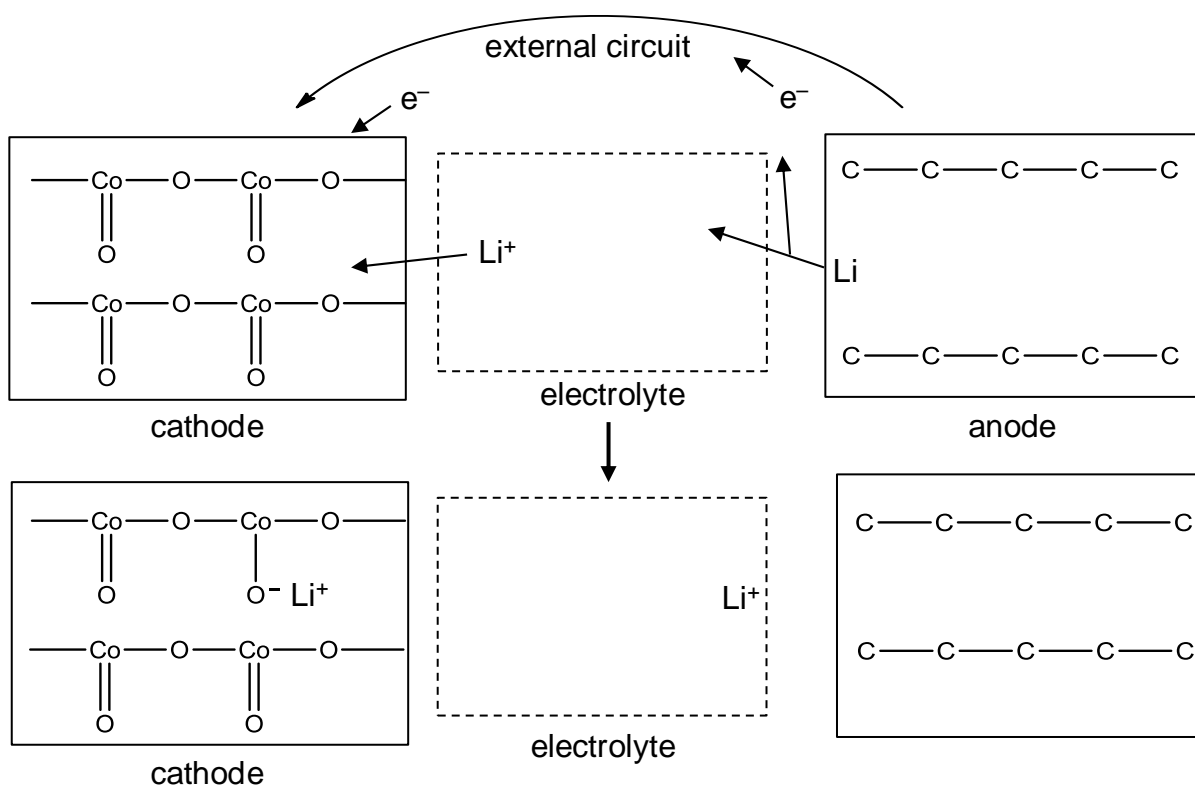 external circuit
e⁻ e⁻
Co O Co O
O O
Li⁺
Co O Co O
O O
cathode
electrolyte
C C C C C
Li
C C C C C
anode
Co O Co O
O O⁻ Li⁺
Co O Co O
O O
cathode
Li⁺
electrolyte
C C C C C
C C C C C